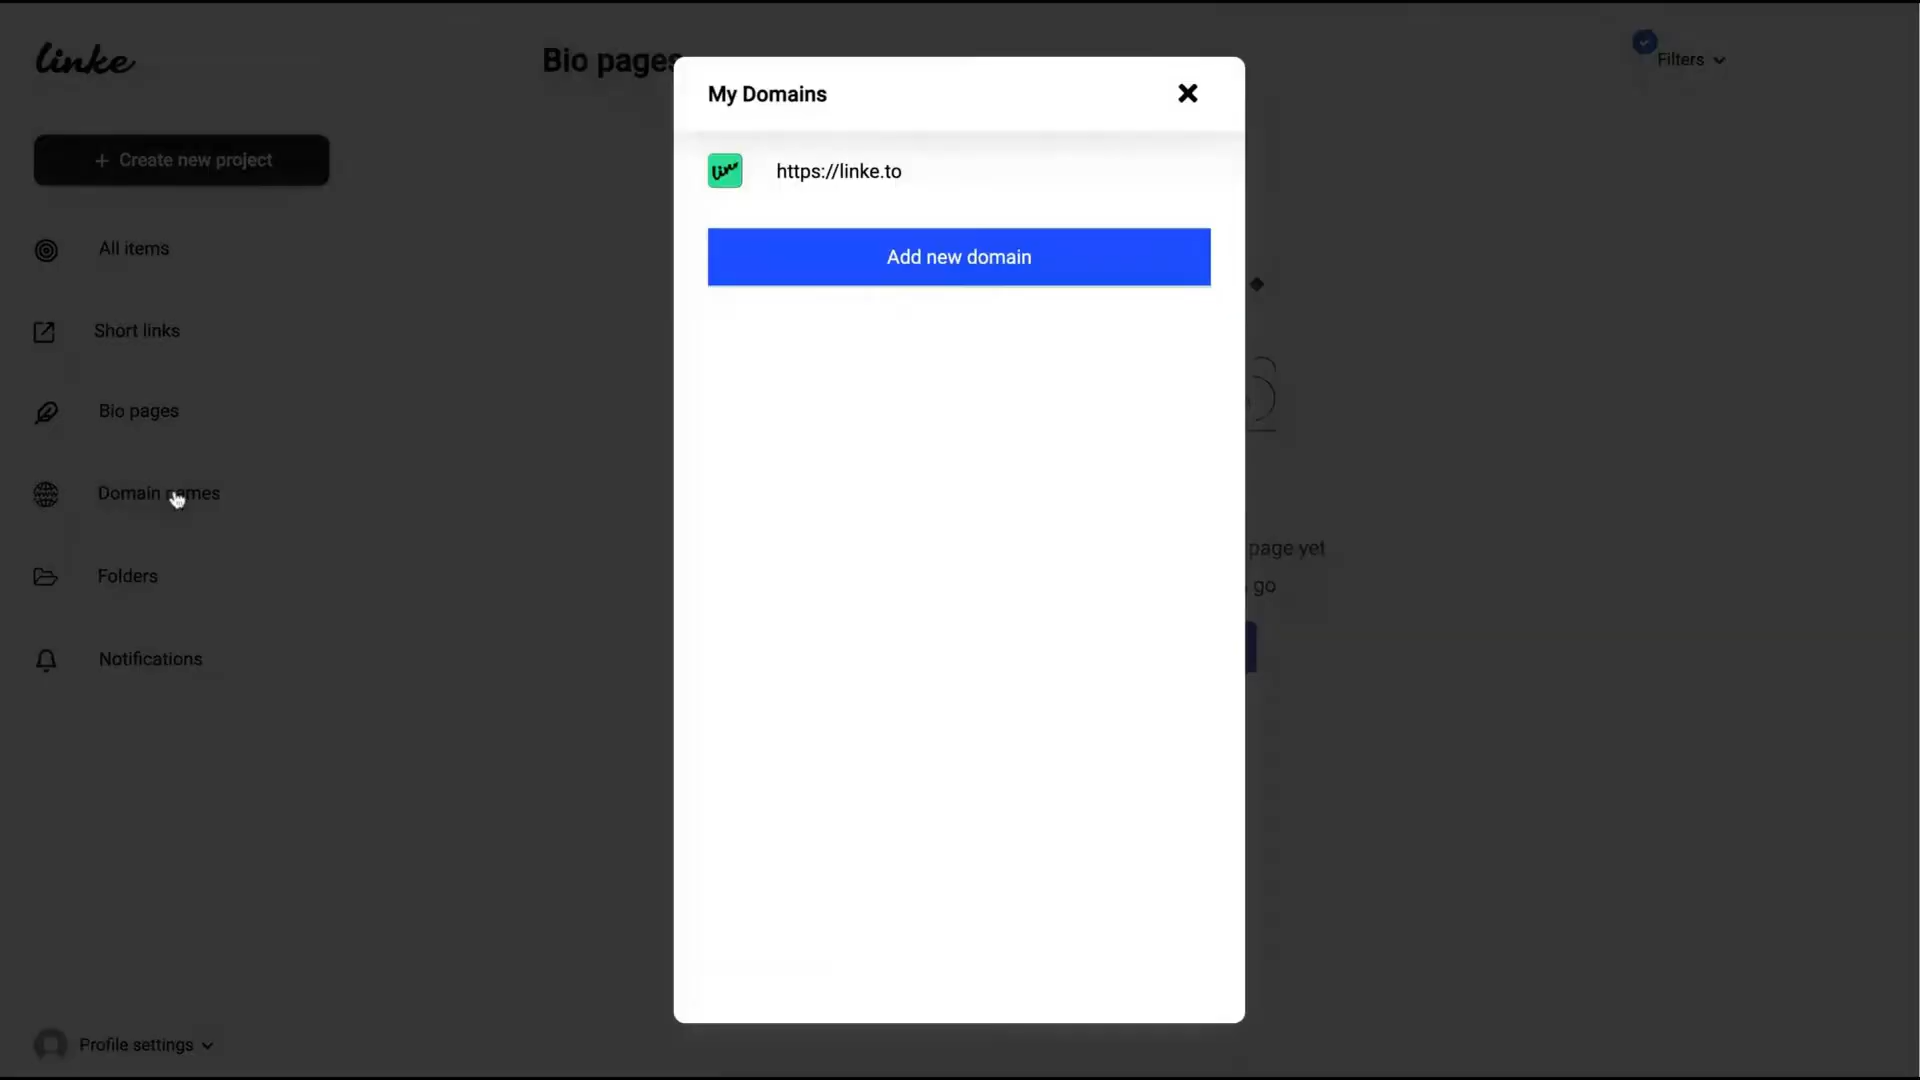 linke
Bio pages
Filters
My Domains
+ Create new project
https://linke.to
All items
Add new domain
Short links
Bio pages
Domain names
page yet
go
Folders
Notifications
Profile settings